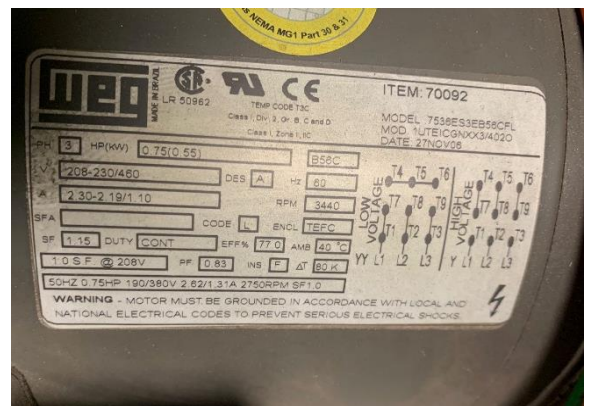 NEMA MG1 Part 30 & 31
WEG
MADE IN BRAZIL
LR 50962
CE
TEMP CODE T3C
Class I, Div 2, Gr. B, C and D
Class I, Zone II, IIC
ITEM: 70092
MODEL 7536ES3EB56CFL
DATE: 27NOV06
PH 3 HP(KW) 0.75(0.55) B56C
V 208-230/460 DES A Hz 60
A 2.30-2.19/1.10 RPM 3440
SFA CODE L ENCL TEFC
SF 1.15 DUTY CONT EFF% 77.0 AMB 40 °C
1.0 S.F. @ 208V PF 0.83 INS F ΔT 80 K
LOW VOLTAGE
T4 T5 T6
T7 T8 T9
T1 T2 T3
YY L1 L2 L3
HIGH VOLTAGE
T4 T5 T6
T7 T8 T9
T1 T2 T3
Y L1 L2 L3
50HZ 0.75HP 190/380V 2.62/1.31A 2750RPM SF1.0
WARNING - MOTOR MUST BE GROUNDED IN ACCORDANCE WITH LOCAL AND
NATIONAL ELECTRICAL CODES TO PREVENT SERIOUS ELECTRICAL SHOCKS.